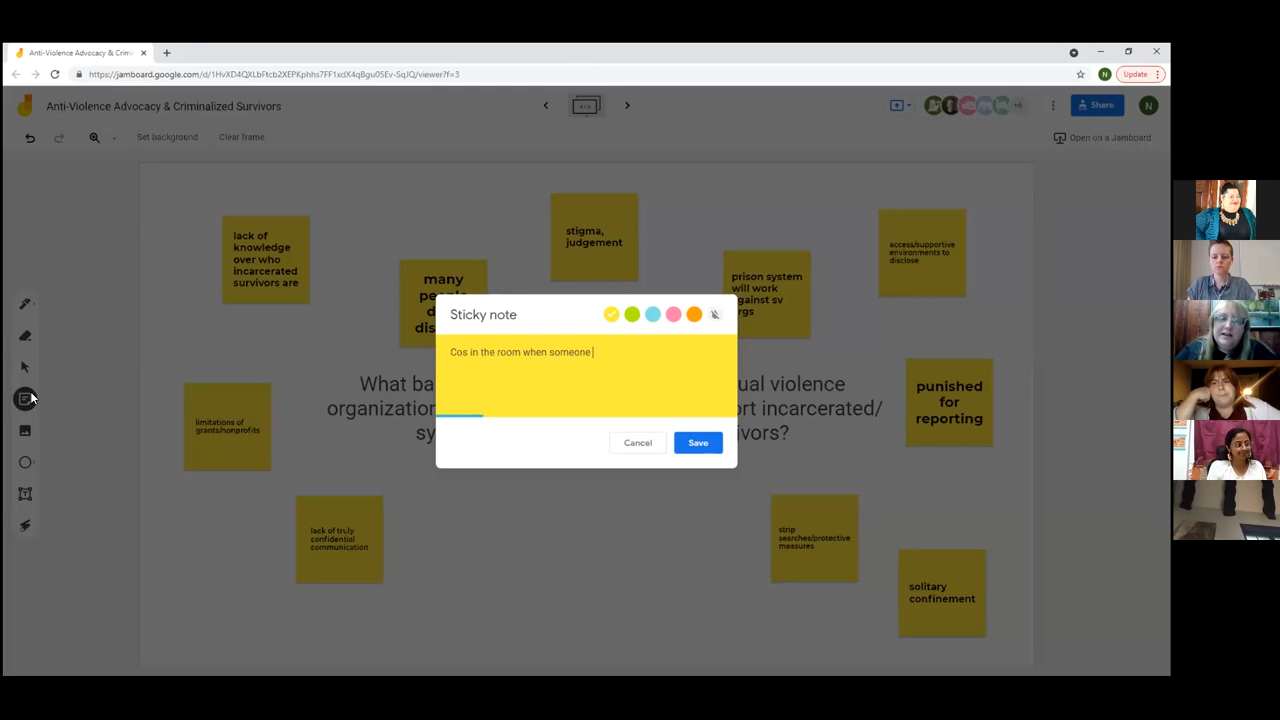 Anti-Violence Advocacy & Crim
https://jamboard.google.com/d/1HvXD4QXLbFtcb2XEPKphhs7FF1xdX4qBgu05Ev-SqJQ/viewer?f=3
Update
Anti-Violence Advocacy & Criminalized Survivors
+6
Share
N
Set background
Clear frame
Open on a Jamboard
lack of
knowledge
over who
incarcerated
survivors are
many
stigma,
judgement
prison system
will work
against sv
access/supportive
environments to
disclose
Sticky note
Cos in the room when someone
Cancel
Save
What ba
organization
ual violence
ort incarcerated/
vivors?
punished
for
reporting
limitations of
grants/nonprofits
lack of truly
confidential
communication
strip
searches/protective
measures
solitary
confinement